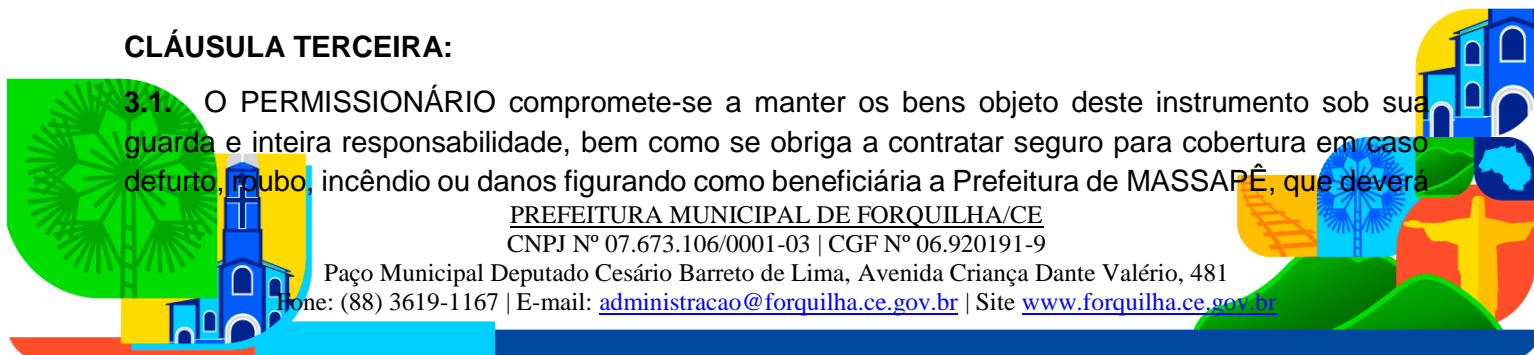 CLÁUSULA TERCEIRA:
3.1. O PERMISSIONÁRIO compromete-se a manter os bens objeto deste instrumento sob sua
guarda e inteira responsabilidade, bem como se obriga a contratar seguro para cobertura em caso
defurto, roubo, incêndio ou danos figurando como beneficiária a Prefeitura de MASSAPÊ, que deverá
PREFEITURA MUNICIPAL DE FORQUILHA/CE
CNPJ Nº 07.673.106/0001-03 | CGF Nº 06.920191-9
Paço Municipal Deputado Cesário Barreto de Lima, Avenida Criança Dante Valério, 481
Fone: (88) 3619-1167 | E-mail: administracao@forquilha.ce.gov.br | Site www.forquilha.ce.gov.br